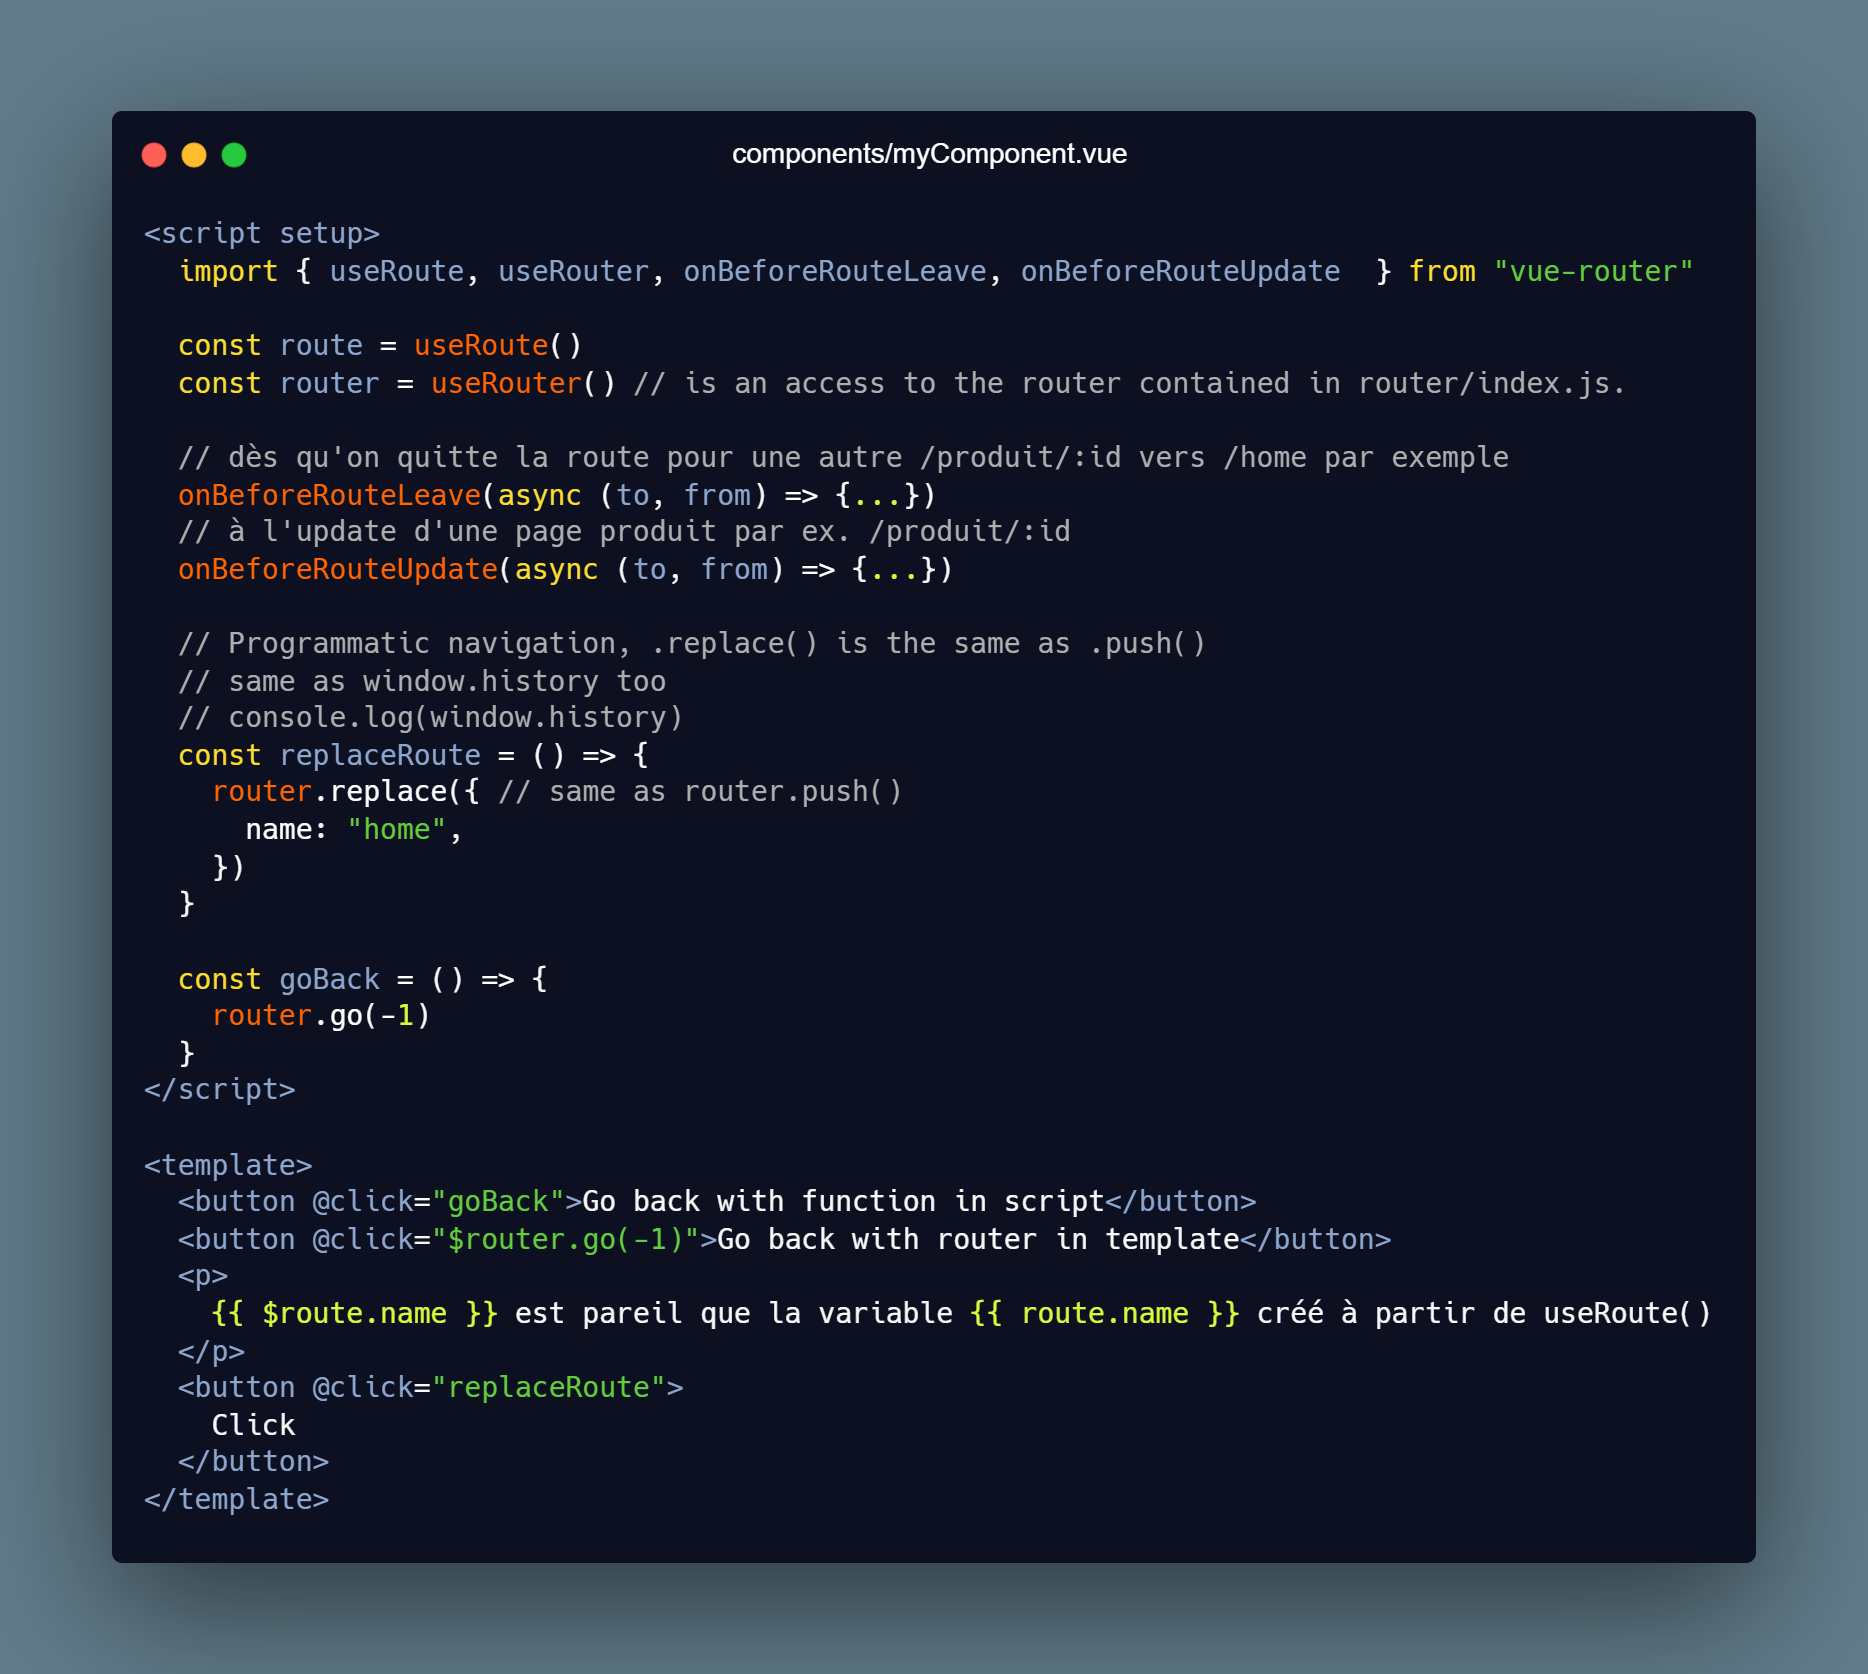 components/myComponent.vue
<script setup>
  import { useRoute, useRouter, onBeforeRouteLeave, onBeforeRouteUpdate  } from "vue-router"

  const route = useRoute()
  const router = useRouter() // is an access to the router contained in router/index.js.

  // dès qu'on quitte la route pour une autre /produit/:id vers /home par exemple
  onBeforeRouteLeave(async (to, from) => {...})
  // à l'update d'une page produit par ex. /produit/:id
  onBeforeRouteUpdate(async (to, from) => {...})

  // Programmatic navigation, .replace() is the same as .push()
  // same as window.history too
  // console.log(window.history)
  const replaceRoute = () => {
    router.replace({ // same as router.push()
      name: "home",
    })
  }

  const goBack = () => {
    router.go(-1)
  }
</script>

<template>
  <button @click="goBack">Go back with function in script</button>
  <button @click="$router.go(-1)">Go back with router in template</button>
  <p>
    {{ $route.name }} est pareil que la variable {{ route.name }} créé à partir de useRoute()
  </p>
  <button @click="replaceRoute">
    Click
  </button>
</template>